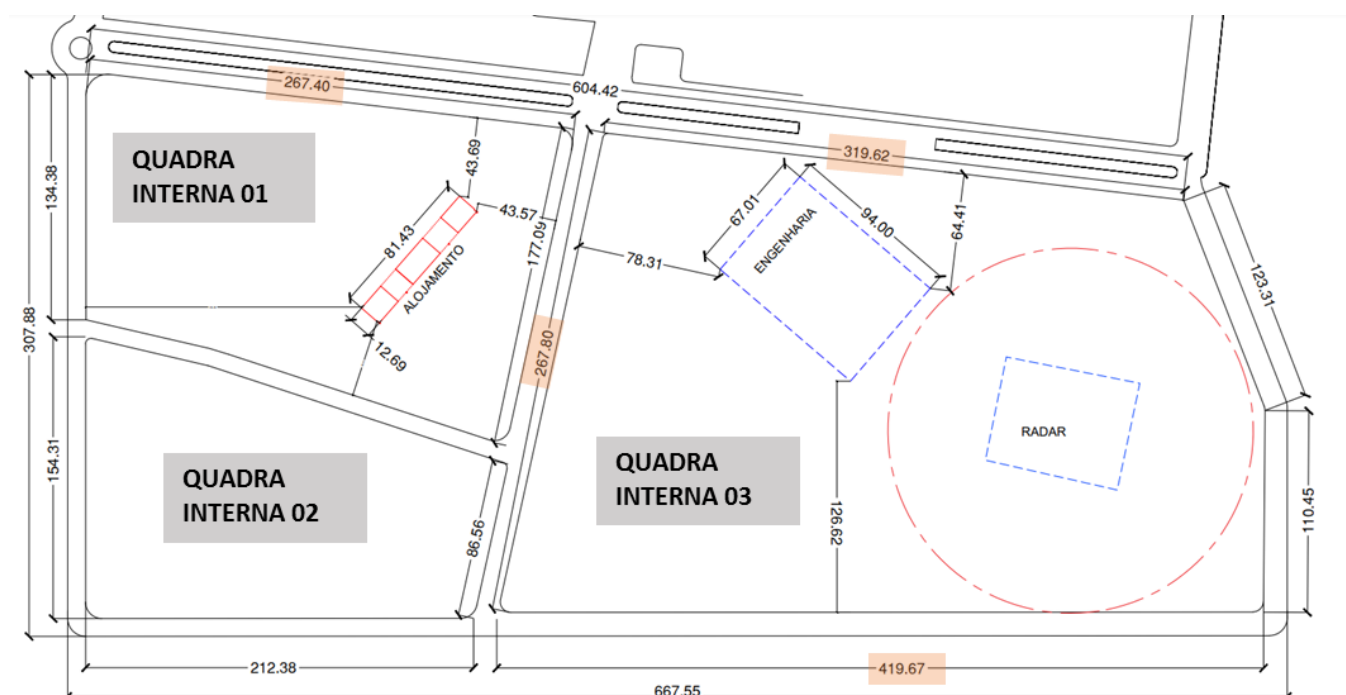 267.40
604.42
319.62
QUADRA
INTERNA 01
43.69
134.38
43.57
81.43
ALOJAMENTO
177.09
67.01
ENGENHARIA
94.00
64.41
78.31
123.31
307.88
12.69
267.80
RADAR
QUADRA
INTERNA 02
154.31
86.56
QUADRA
INTERNA 03
126.62
110.45
212.38
419.67
667.55